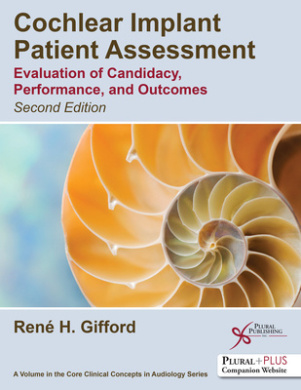 Cochlear Implant
Patient Assessment
Evaluation of Candidacy,
Performance, and Outcomes
Second Edition
René H. Gifford
PLURAL
PUBLISHING
PLURAL+PLUS
Companion Website
A Volume in the Core Clinical Concepts in Audiology Series